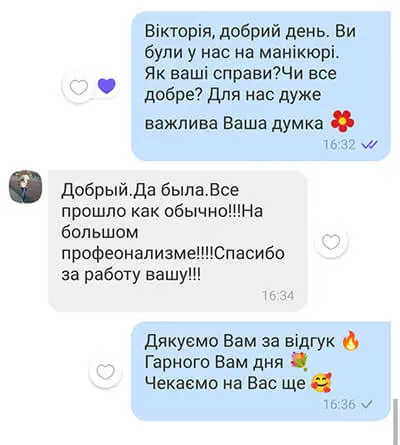 Вікторія, добрий день. Ви
були у нас на манікюрі.
Як ваші справи?Чи все
добре? Для нас дуже
важлива Ваша думка 🌺
16:32
Добрый.Да была.Все
прошло как обычно!!!На
большом
профеонализме!!!!Спасибо
за работу вашу!!!
16:34
Дякуємо Вам за відгук 🔥
Гарного Вам дня 💐
Чекаємо на Вас ще 🥰
16:36